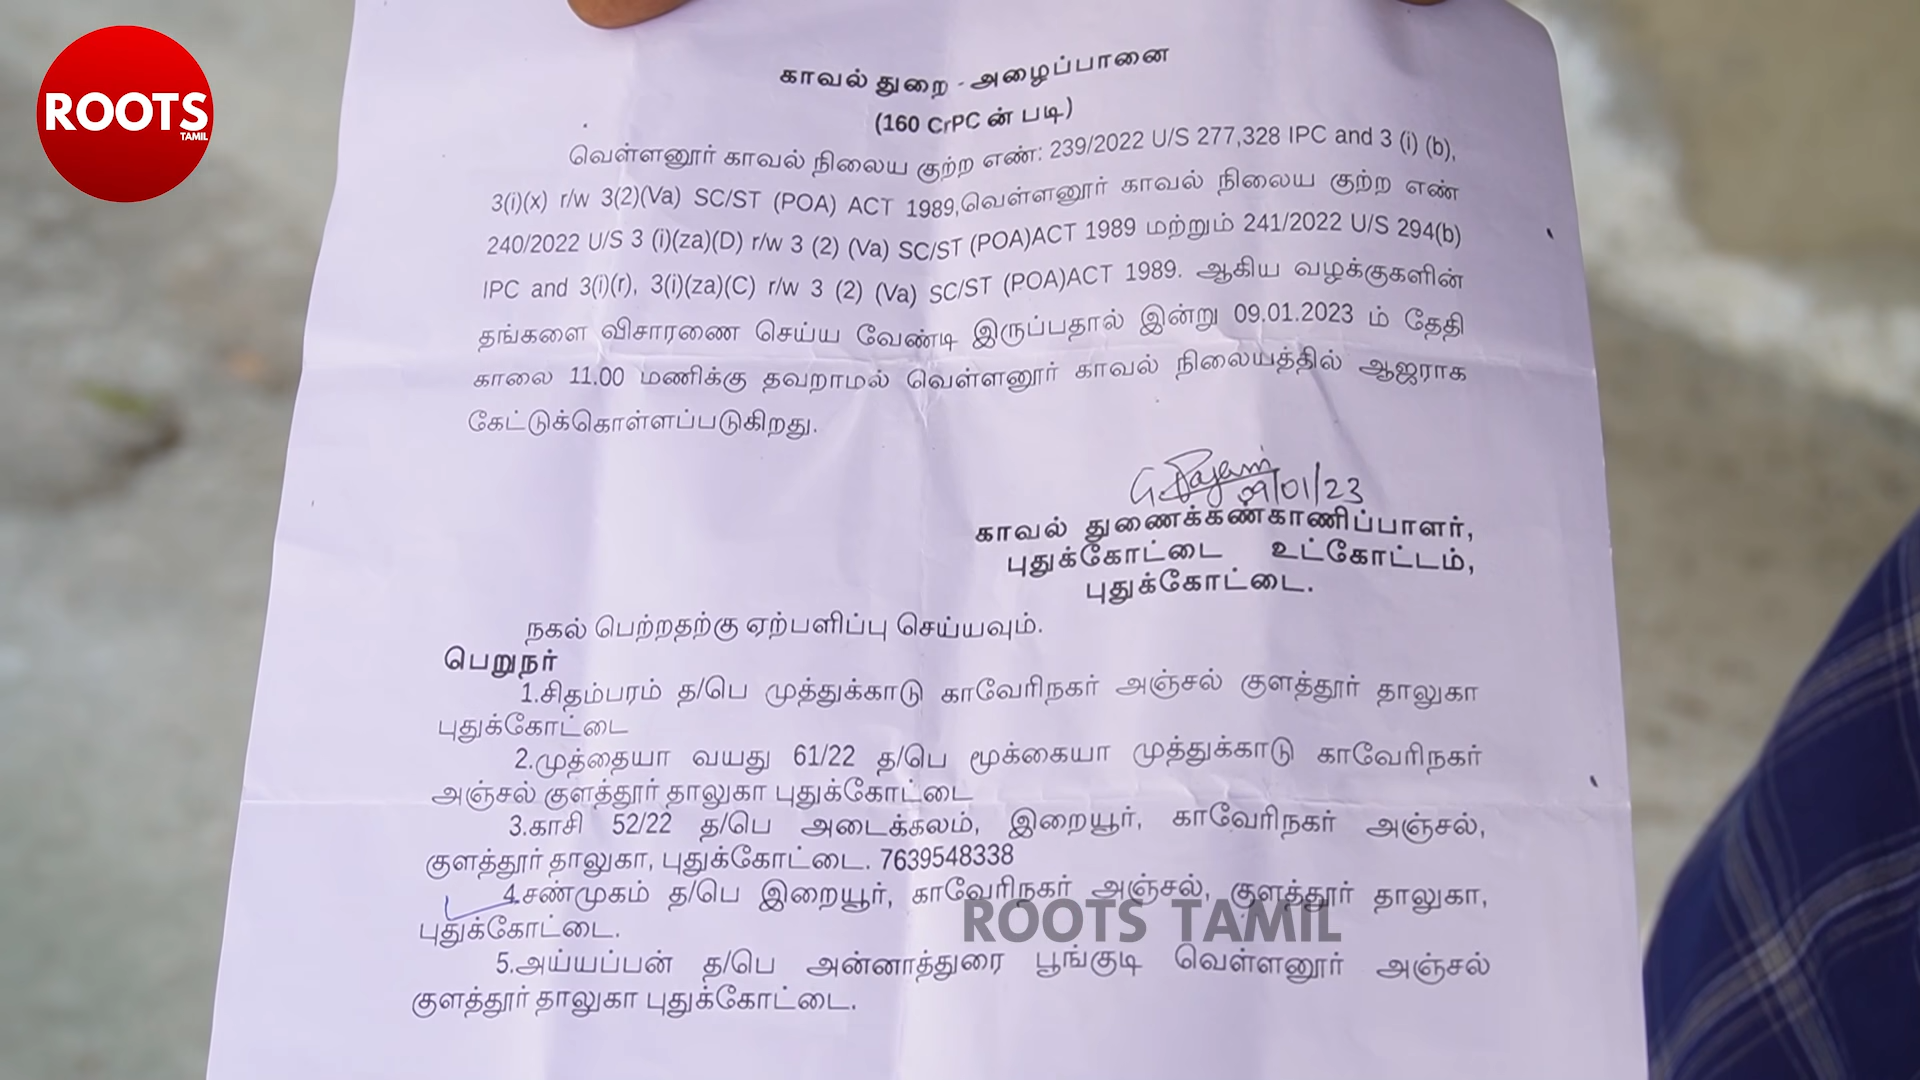 ROOTS
TAMIL
காவல் துறை - அழைப்பானை
(160 CrPC ன் படி)
வெள்ளனூர் காவல் நிலைய குற்ற எண்: 239/2022 U/S 277,328 IPC and 3 (i) (b),
3(i)(x) r/w 3(2)(Va) SC/ST (POA) ACT 1989,வெள்ளனூர் காவல் நிலைய குற்ற எண்
240/2022 U/S 3 (i)(za)(D) r/w 3 (2) (Va) SC/ST (POA)ACT 1989 மற்றும் 241/2022 U/S 294(b)
IPC and 3(i)(r), 3(i)(za)(C) r/w 3 (2) (Va) SC/ST (POA)ACT 1989. ஆகிய வழக்குகளின்
தங்களை விசாரணை செய்ய வேண்டி இருப்பதால் இன்று 09.01.2023 ம் தேதி
காலை 11.00 மணிக்கு தவறாமல் வெள்ளனூர் காவல் நிலையத்தில் ஆஜராக
கேட்டுக்கொள்ளப்படுகிறது.
09/01/23
காவல் துணைக்கண்காணிப்பாளர்,
புதுக்கோட்டை உட்கோட்டம்,
புதுக்கோட்டை.
நகல் பெற்றதற்கு ஏற்பளிப்பு செய்யவும்.
பெறுநர்
1.சிதம்பரம் த/பெ முத்துக்காடு காவேரிநகர் அஞ்சல் குளத்தூர் தாலுகா
புதுக்கோட்டை
2.முத்தையா வயது 61/22 த/பெ மூக்கையா முத்துக்காடு காவேரிநகர்
அஞ்சல் குளத்தூர் தாலுகா புதுக்கோட்டை
3.காசி 52/22 த/பெ அடைக்கலம், இறையூர், காவேரிநகர் அஞ்சல்,
குளத்தூர் தாலுகா, புதுக்கோட்டை. 7639548338
4.சண்முகம் த/பெ இறையூர், காவேரிநகர் அஞ்சல், குளத்தூர் தாலுகா,
புதுக்கோட்டை.
ROOTS TAMIL
5.அய்யப்பன் த/பெ அன்னாத்துரை பூங்குடி வெள்ளனூர் அஞ்சல்
குளத்தூர் தாலுகா புதுக்கோட்டை.